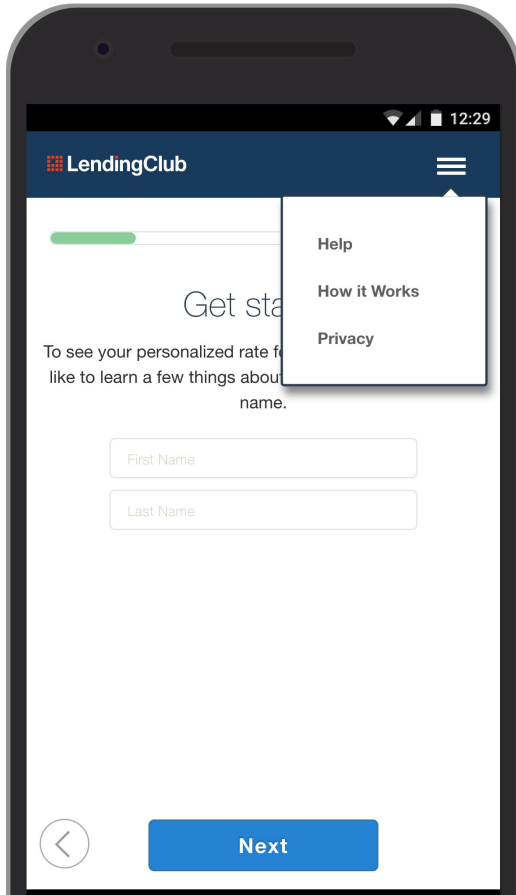 12:29
LendingClub
Help
How it Works
Privacy
Get sta
To see your personalized rate f
like to learn a few things about
name.
First Name
Last Name
Next